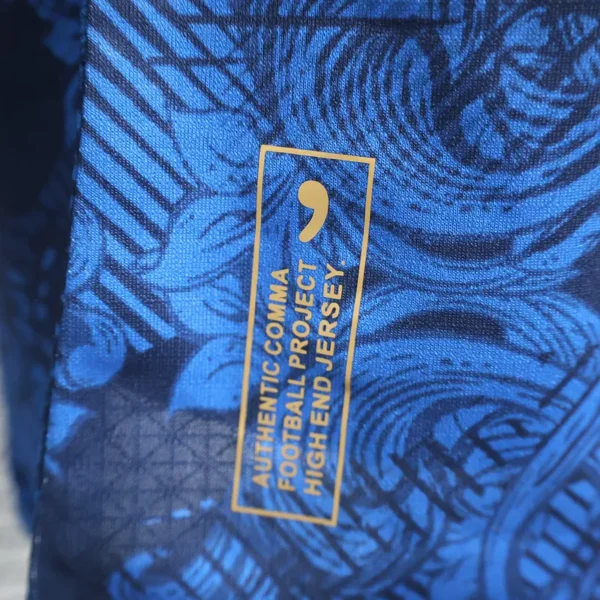 AUTHENTIC COMMA
FOOTBALL PROJECT
HIGH END JERSEY.